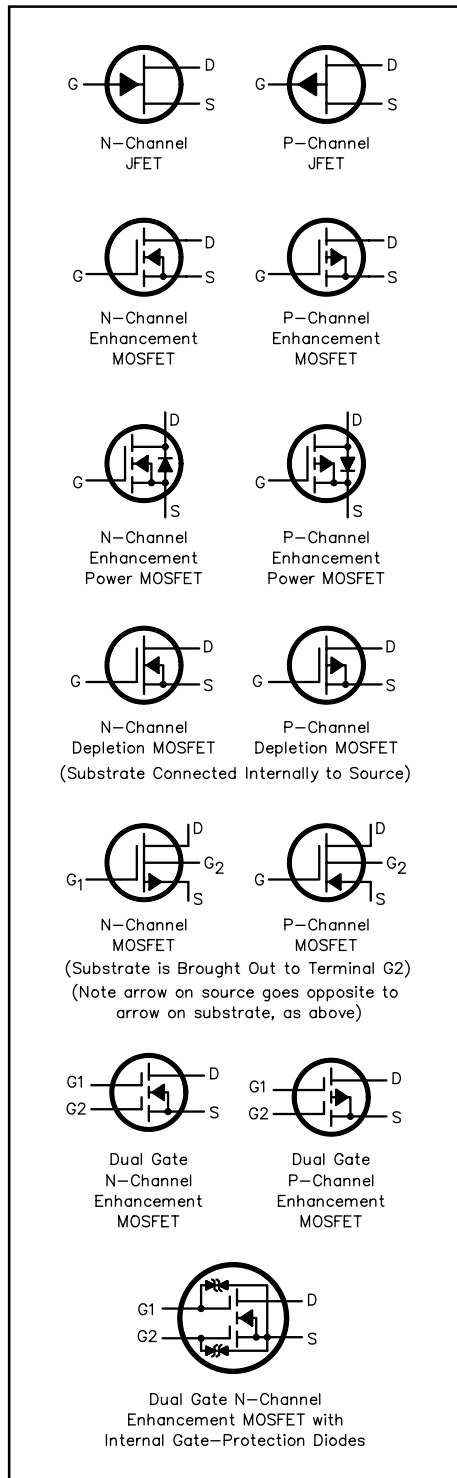 D D
G G
S S
N-Channel P-Channel
JFET JFET
D D
G G
S S
N-Channel P-Channel
Enhancement Enhancement
MOSFET MOSFET
D D
G G
S S
N-Channel P-Channel
Enhancement Enhancement
Power MOSFET Power MOSFET
D D
G G
S S
N-Channel P-Channel
Depletion MOSFET Depletion MOSFET
(Substrate Connected Internally to Source)
D D
G2 G2
G1 G
S S
N-Channel P-Channel
MOSFET MOSFET
(Substrate is Brought Out to Terminal G2)
(Note arrow on source goes opposite to
arrow on substrate, as above)
G1 D G1 D
G2 S G2 S
Dual Gate Dual Gate
N-Channel P-Channel
Enhancement Enhancement
MOSFET MOSFET
G1 D
G2 S
Dual Gate N-Channel
Enhancement MOSFET with
Internal Gate-Protection Diodes